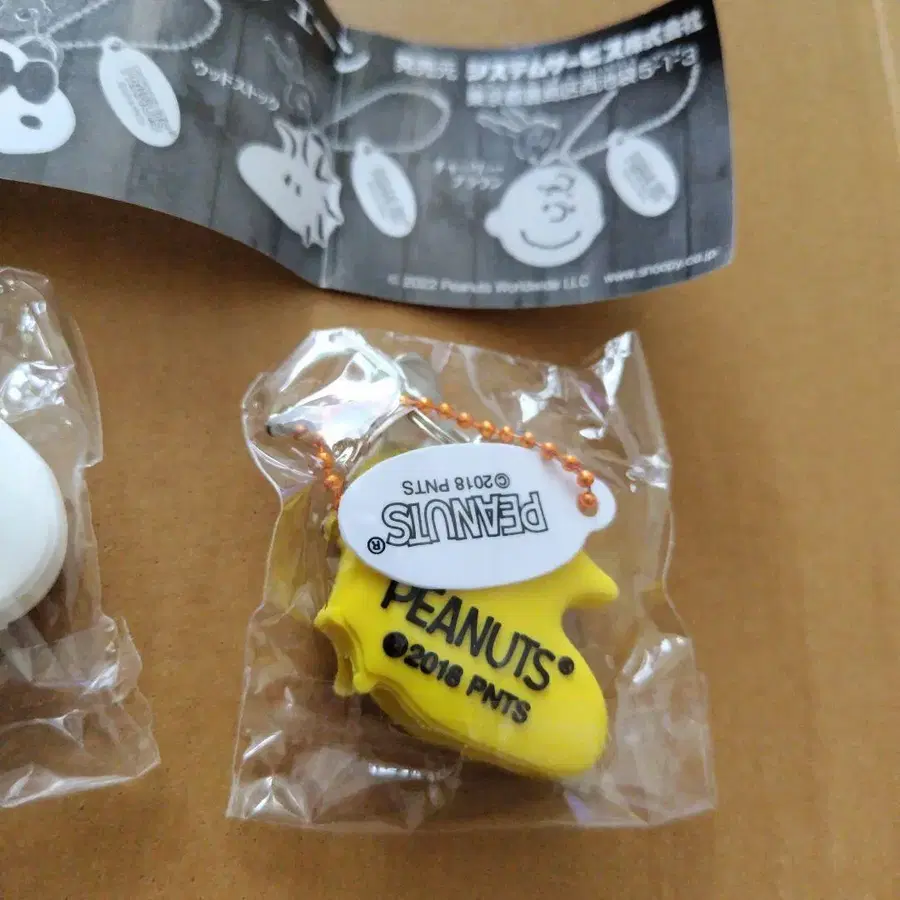 ウッドストック
発売元 システムサービス株式会社
チャーリー・
ブラウン
© 2022 Peanuts Worldwide LLC www.snoopy.co.jp
PEANUTS®
©2018 PNTS
PEANUTS®
©2018 PNTS